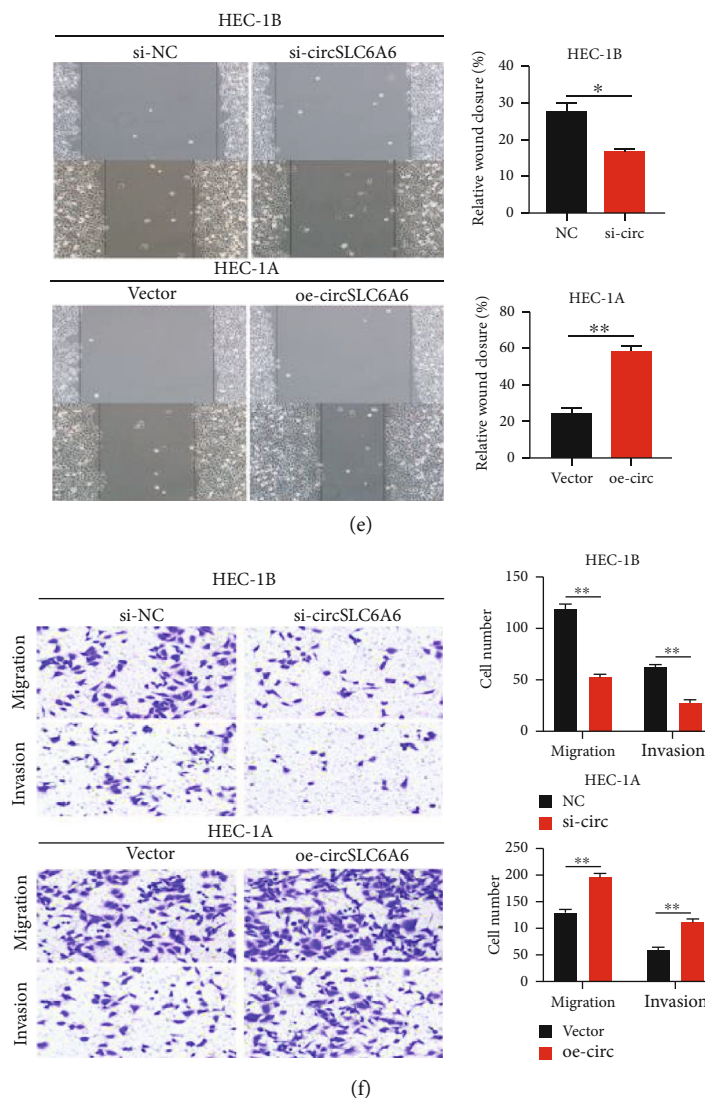 HEC-1B
si-NC si-circSLC6A6
HEC-1A
Vector oe-circSLC6A6
HEC-1B
Relative wound closure (%)
40
30
20
10
0
*
NC si-circ
HEC-1A
Relative wound closure (%)
80
60
40
20
0
**
Vector oe-circ
(e)
HEC-1B
si-NC si-circSLC6A6
Migration
Invasion
HEC-1A
Vector oe-circSLC6A6
Migration
Invasion
HEC-1B
Cell number
150
100
50
0
**
**
Migration Invasion
HEC-1A
NC
si-circ
Cell number
250
200
150
10
50
0
**
**
Migration Invasion
Vector
oe-circ
(f)